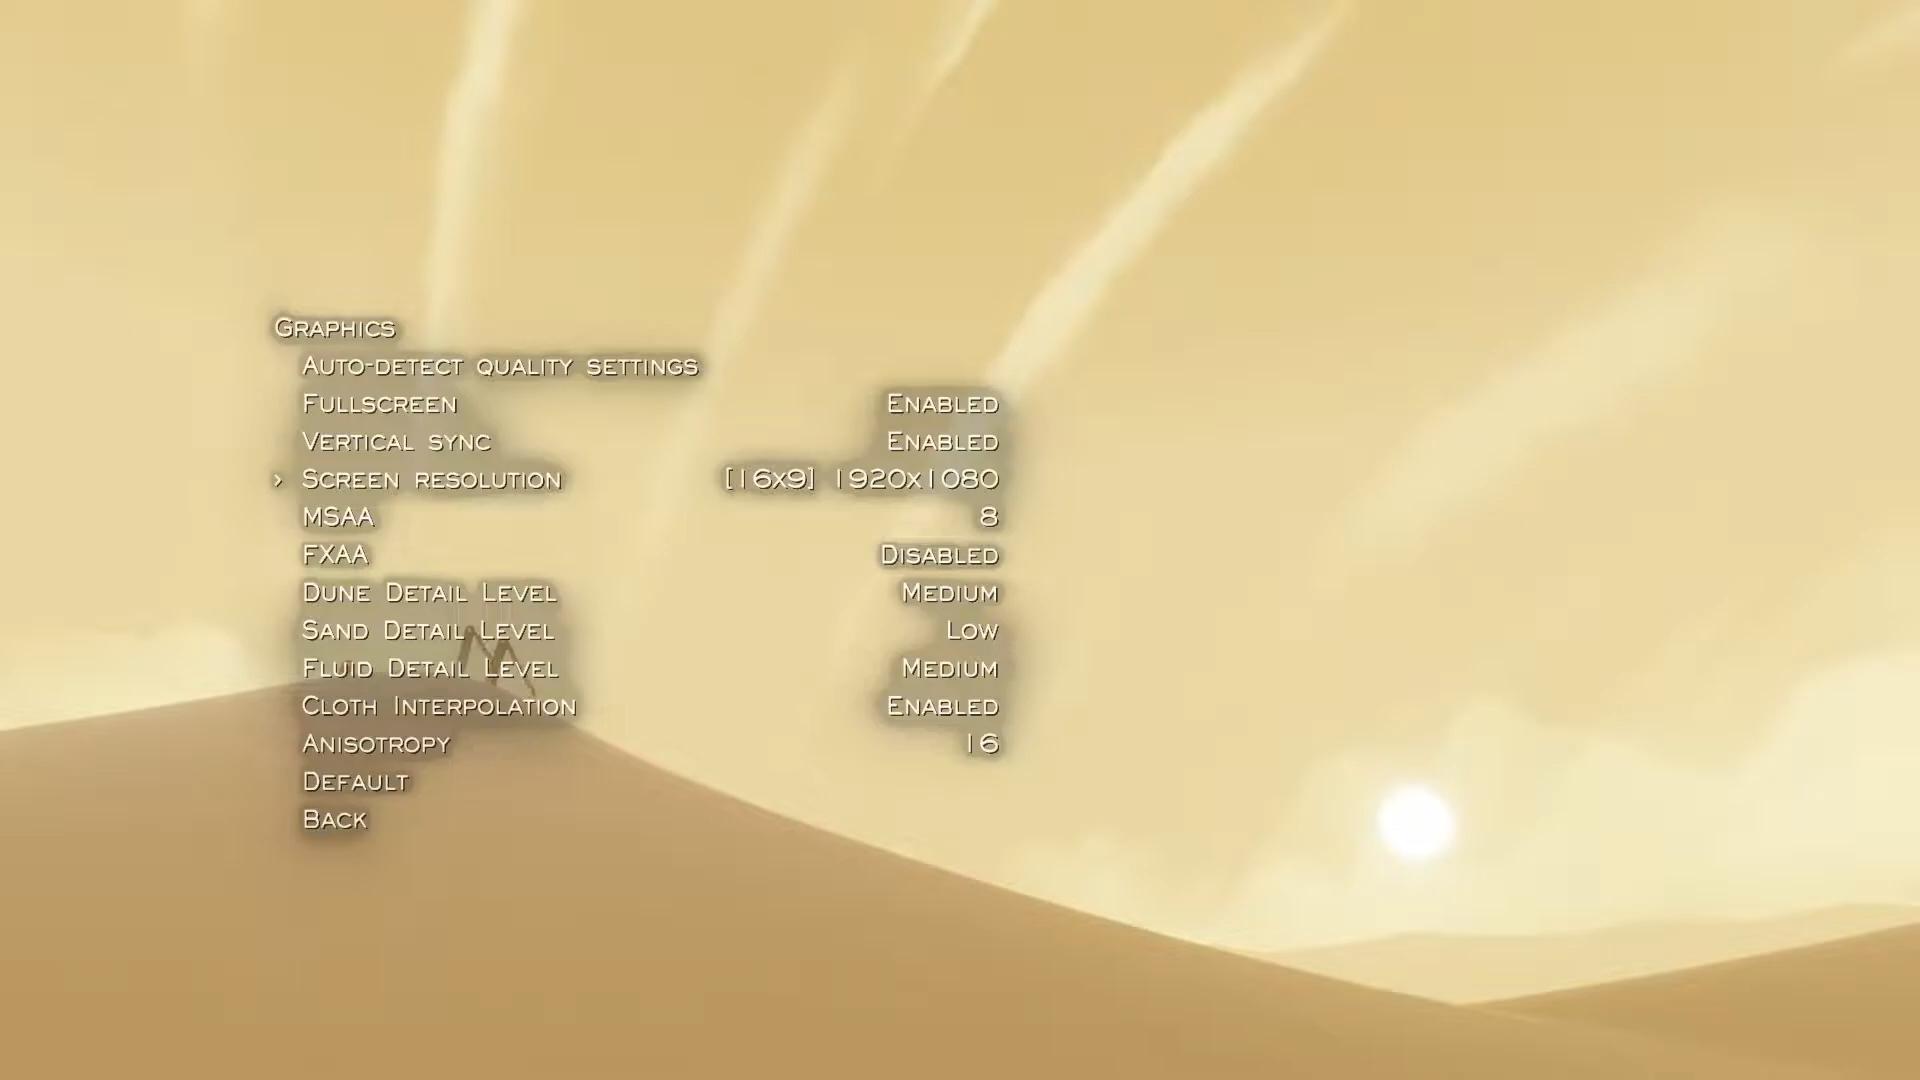 Graphics
Auto-detect quality settings
Fullscreen Enabled
Vertical sync Enabled
> Screen resolution [16x9] 1920x1080
MSAA 8
FXAA Disabled
Dune Detail Level Medium
Sand Detail Level Low
Fluid Detail Level Medium
Cloth Interpolation Enabled
Anisotropy 16
Default
Back